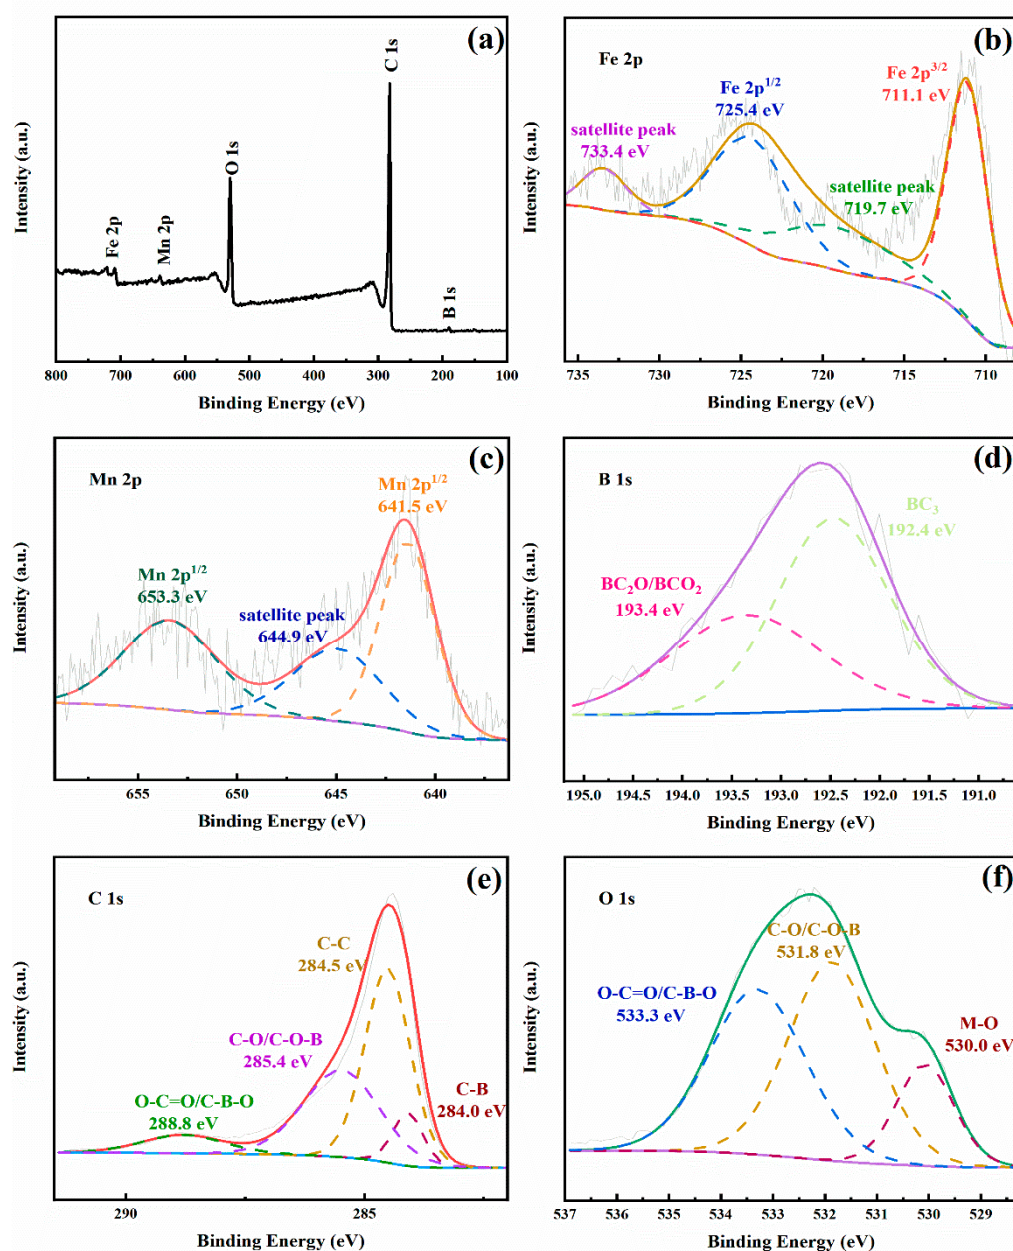 (a)
C 1s
O 1s
Fe 2p
Mn 2p
B 1s
Intensity (a.u.)
800 700 600 500 400 300 200 100
Binding Energy (eV)
(b)
Fe 2p
Fe 2p3/2
711.1 eV
Fe 2p1/2
725.4 eV
satellite peak
733.4 eV
satellite peak
719.7 eV
Intensity (a.u.)
735 730 725 720 715 710
Binding Energy (eV)
(c)
Mn 2p
Mn 2p1/2
641.5 eV
Mn 2p1/2
653.3 eV
satellite peak
644.9 eV
Intensity (a.u.)
655 650 645 640
Binding Energy (eV)
(d)
B 1s
BC3
192.4 eV
BC2O/BCO2
193.4 eV
Intensity (a.u.)
195.0 194.5 194.0 193.5 193.0 192.5 192.0 191.5 191.0
Binding Energy (eV)
(e)
C 1s
C-C
284.5 eV
C-O/C-O-B
285.4 eV
O-C=O/C-B-O
288.8 eV
C-B
284.0 eV
Intensity (a.u.)
290 285
Binding Energy (eV)
(f)
O 1s
C-O/C-O-B
531.8 eV
O-C=O/C-B-O
533.3 eV
M-O
530.0 eV
Intensity (a.u.)
537 536 535 534 533 532 531 530 529
Binding Energy (eV)